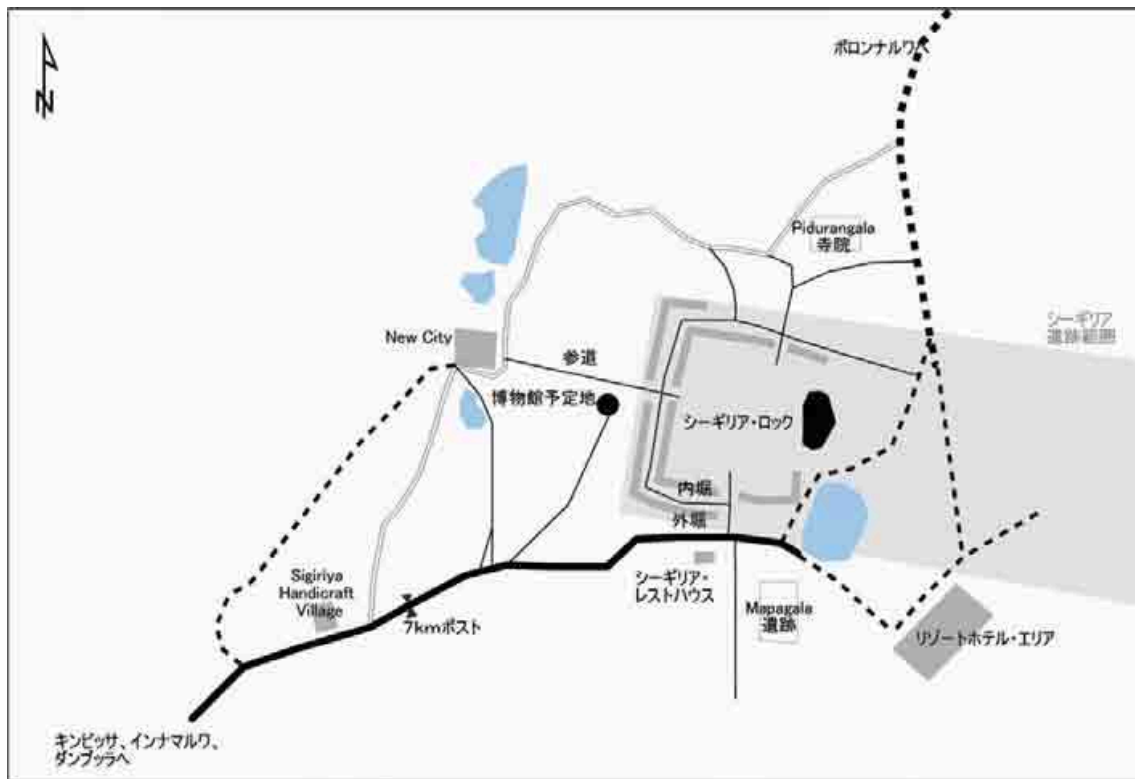 ポロンナルワへ
N
Pidurangala
寺院
シーギリア
遺跡範囲
New City
参道
博物館予定地
シーギリア・ロック
内堀
外堀
Sigiriya
Handicraft
Village
7kmポスト
シーギリア・
レストハウス
Mapagala
遺跡
リゾートホテル・エリア
キンビッサ、インナマルワ、
ダンブッラへ